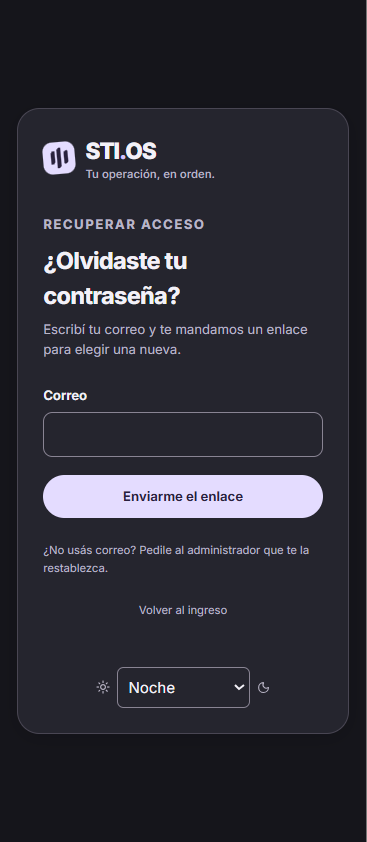 STI.OS
Tu operación, en orden.
RECUPERAR ACCESO
¿Olvidaste tu
contraseña?
Escribí tu correo y te mandamos un enlace
para elegir una nueva.
Correo
Enviarme el enlace
¿No usás correo? Pedile al administrador que te la
restablezca.
Volver al ingreso
Noche